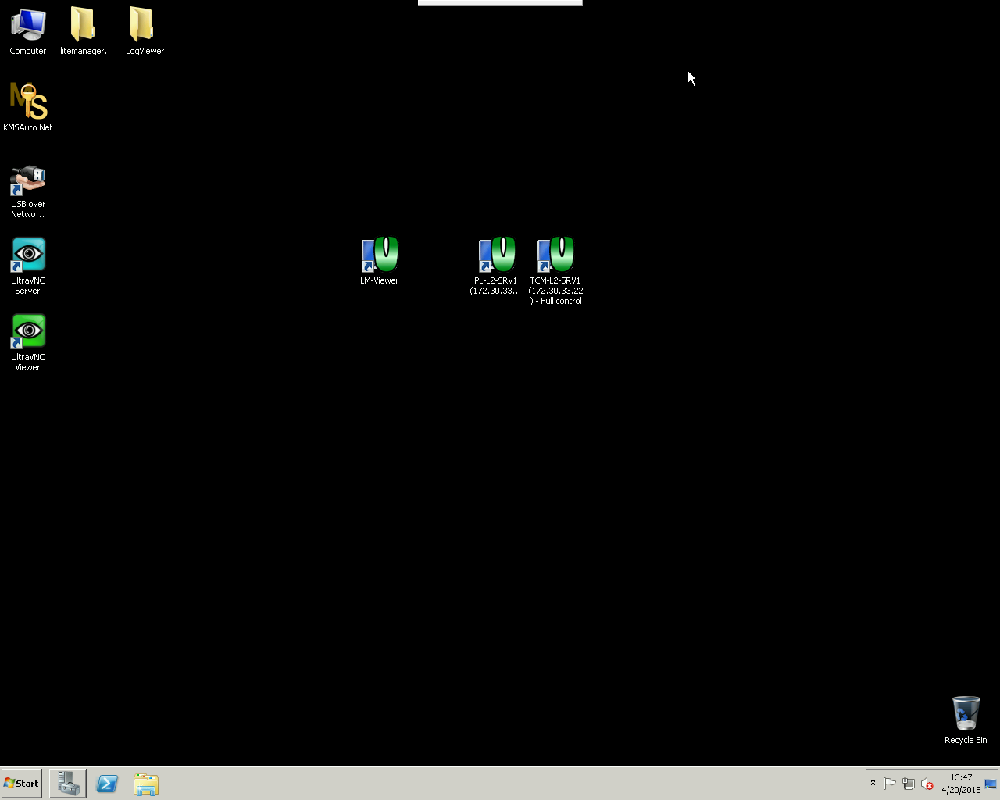 Computer
litemanager...
LogViewer
MS
KMSAuto Net
USB over
Netwo...
UltraVNC
Server
LM-Viewer
PL-L2-SRV1
(172.30.33....
TCM-L2-SRV1
(172.30.33.22
) - Full control
UltraVNC
Viewer
Recycle Bin
Start
13:47
4/20/2018